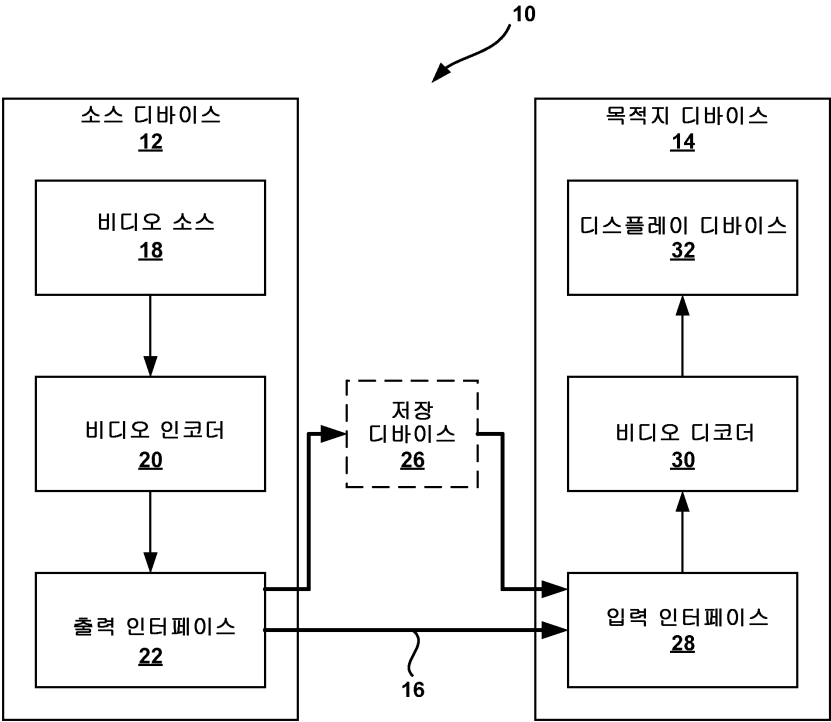 10
소스 디바이스
12
비디오 소스
18
비디오 인코더
20
출력 인터페이스
22
저장
디바이스
26
16
목적지 디바이스
14
디스플레이 디바이스
32
비디오 디코더
30
입력 인터페이스
28